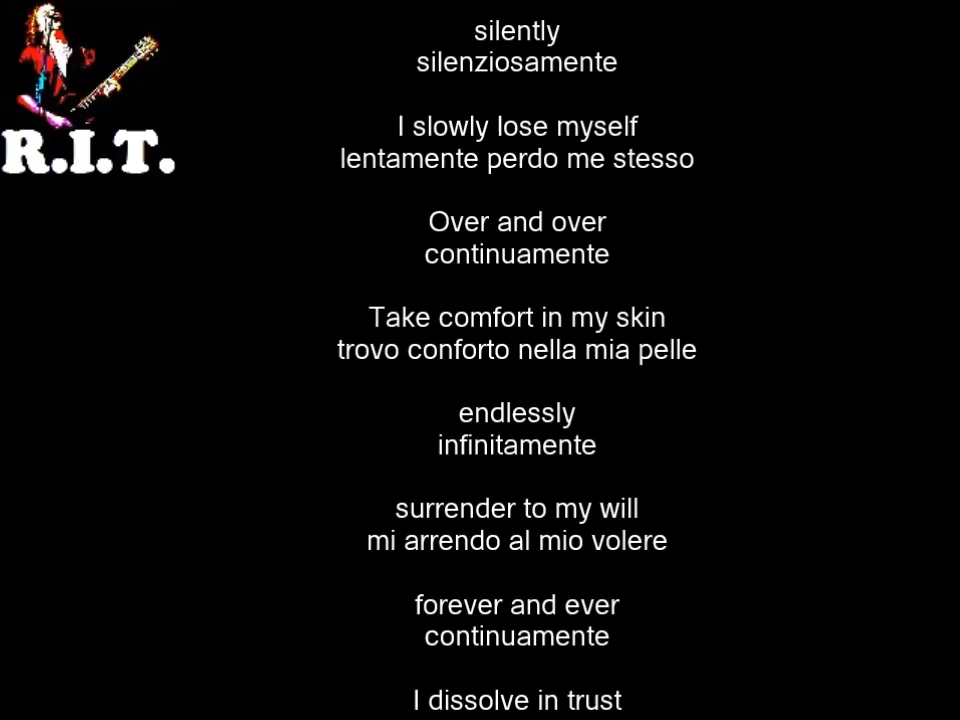 R.I.T.
silently
silenziosamente
I slowly lose myself
lentamente perdo me stesso
Over and over
continuamente
Take comfort in my skin
trovo conforto nella mia pelle
endlessly
infinitamente
surrender to my will
mi arrendo al mio volere
forever and ever
continuamente
I dissolve in trust